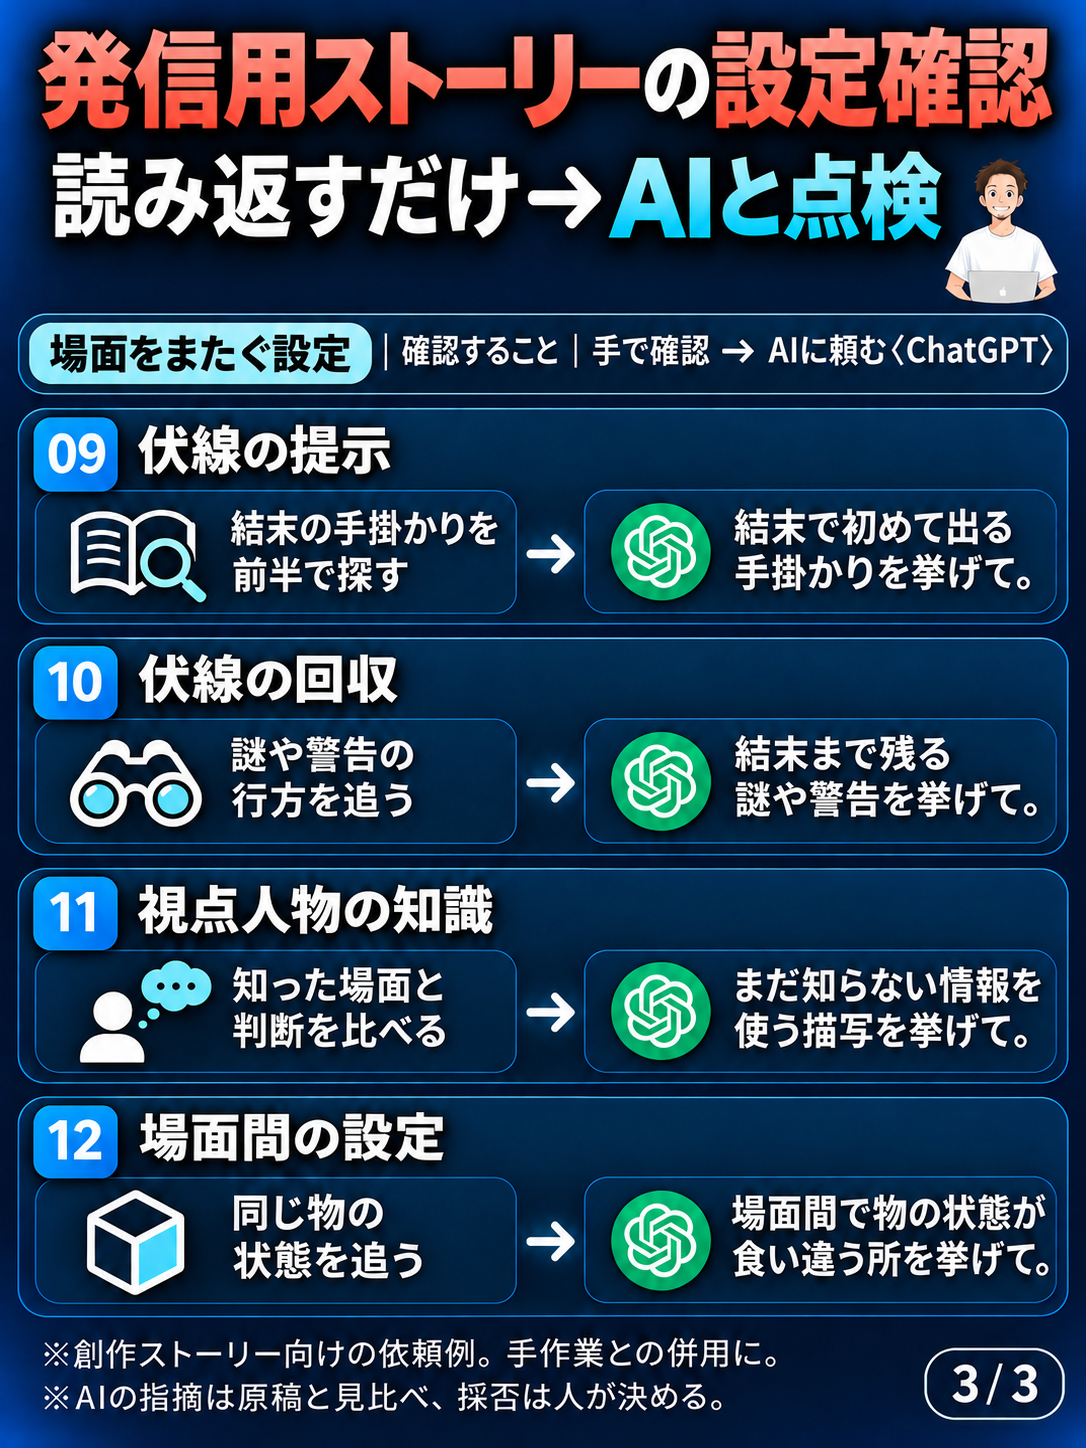 発信用ストーリーの設定確認
読み返すだけ→AIと点検
場面をまたぐ設定｜確認すること｜手で確認 → AIに頼む〈ChatGPT〉
09 伏線の提示
結末の手掛かりを
前半で探す
→
結末で初めて出る
手掛かりを挙げて。
10 伏線の回収
謎や警告の
行方を追う
→
結末まで残る
謎や警告を挙げて。
11 視点人物の知識
知った場面と
判断を比べる
→
まだ知らない情報を
使う描写を挙げて。
12 場面間の設定
同じ物の
状態を追う
→
場面間で物の状態が
食い違う所を挙げて。
※創作ストーリー向けの依頼例。手作業との併用に。
※AIの指摘は原稿と見比べ、採否は人が決める。
3/3